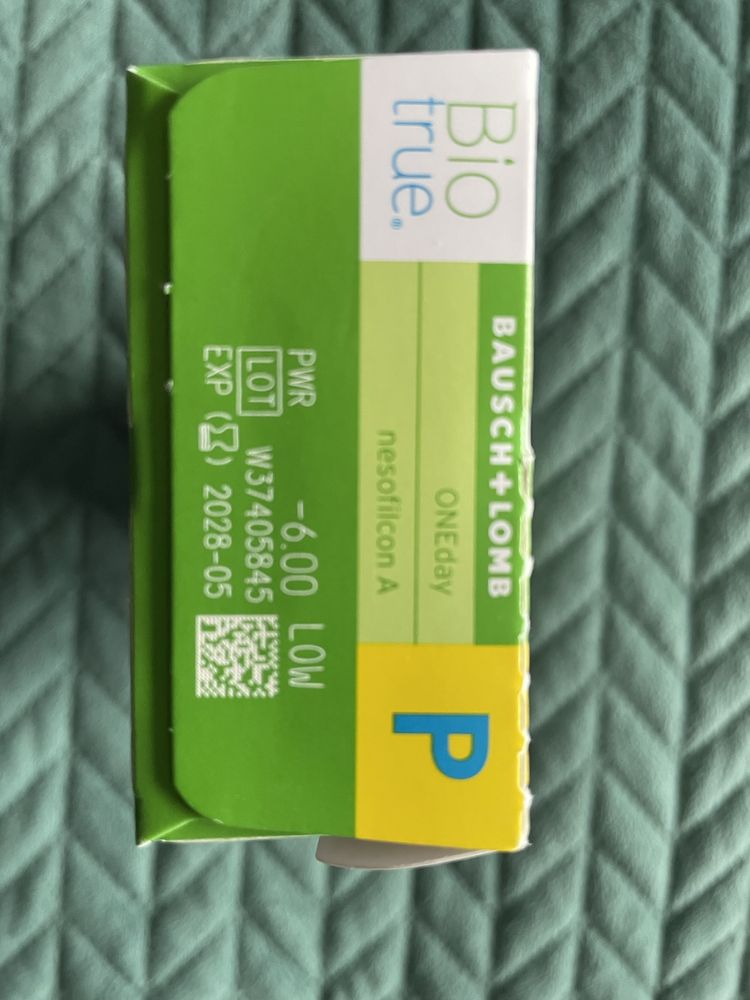 Bio
true®
BAUSCH + LOMB
ONEday
nesofilcon A
P
PWR -6.00 LOW
LOT W37405845
EXP 2028-05